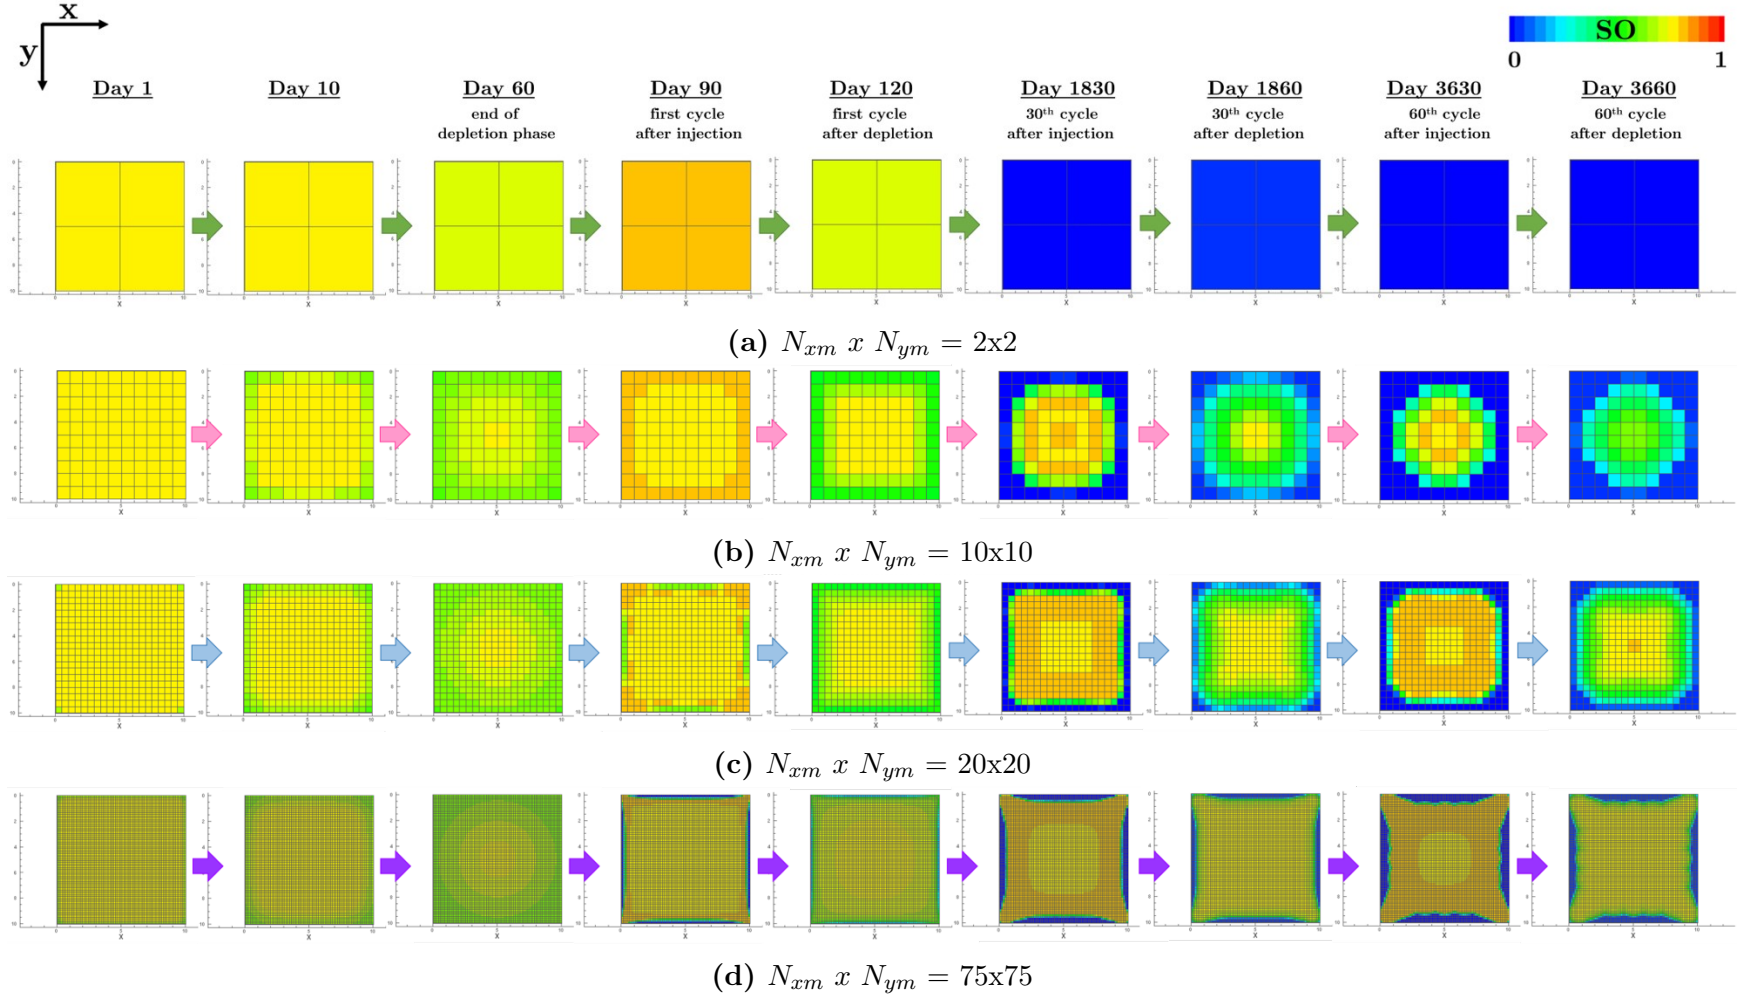 x
y
SO
0 1
Day 1 Day 10 Day 60 Day 90 Day 120 Day 1830 Day 1860 Day 3630 Day 3660
end of first cycle first cycle 30th cycle 30th cycle 60th cycle 60th cycle
depletion phase after injection after depletion after injection after depletion after injection after depletion
(a) Nxm x Nym = 2x2
(b) Nxm x Nym = 10x10
(c) Nxm x Nym = 20x20
(d) Nxm x Nym = 75x75